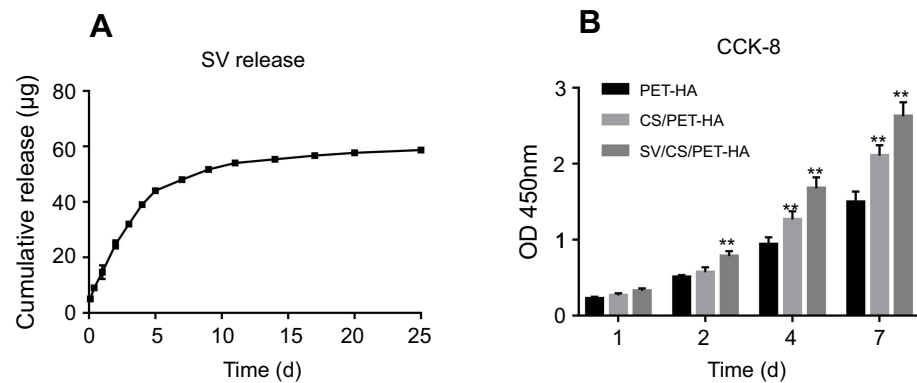 A
SV release
Cumulative release (µg)
80
60
40
20
0
0 5 10 15 20 25
Time (d)
B
CCK-8
OD 450nm
3
2
1
0
PET-HA
CS/PET-HA
SV/CS/PET-HA
**
**
**
**
**
1 2 4 7
Time (d)